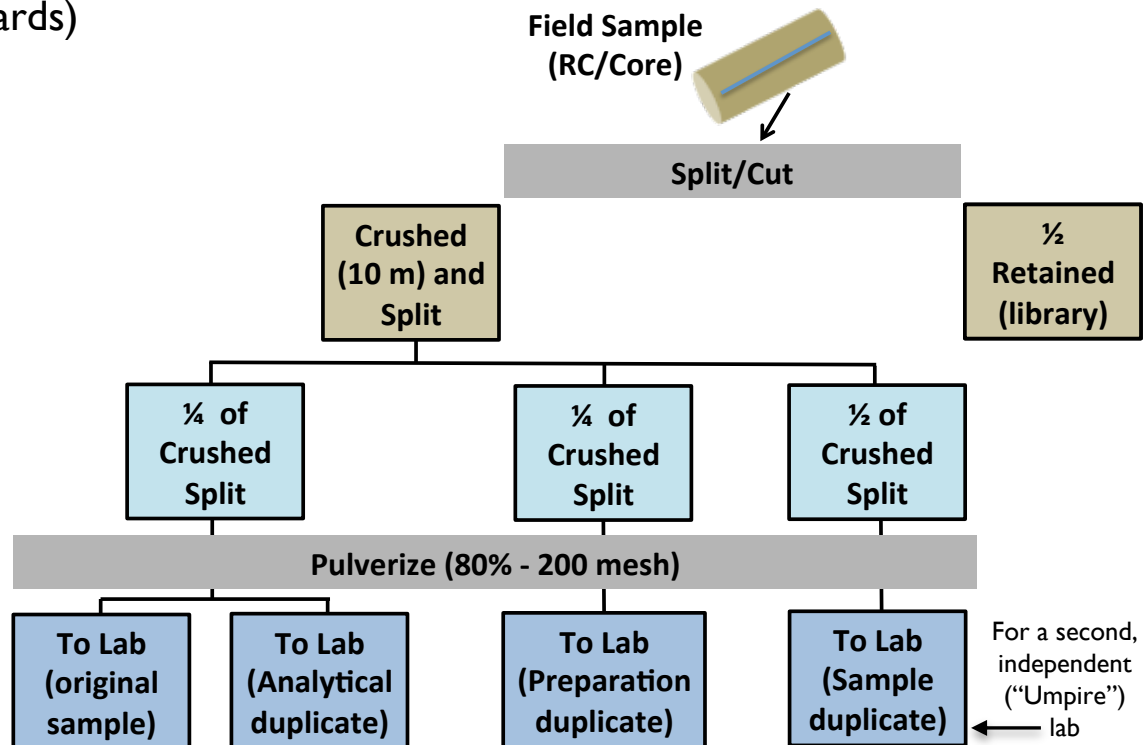 ards)
Field Sample
(RC/Core)
Split/Cut
Crushed
(10 m) and
Split
½
Retained
(library)
¼ of
Crushed
Split
¼ of
Crushed
Split
½ of
Crushed
Split
Pulverize (80% - 200 mesh)
To Lab
(original
sample)
To Lab
(Analytical
duplicate)
To Lab
(Preparation
duplicate)
To Lab
(Sample
duplicate)
For a second,
independent
(“Umpire”)
lab